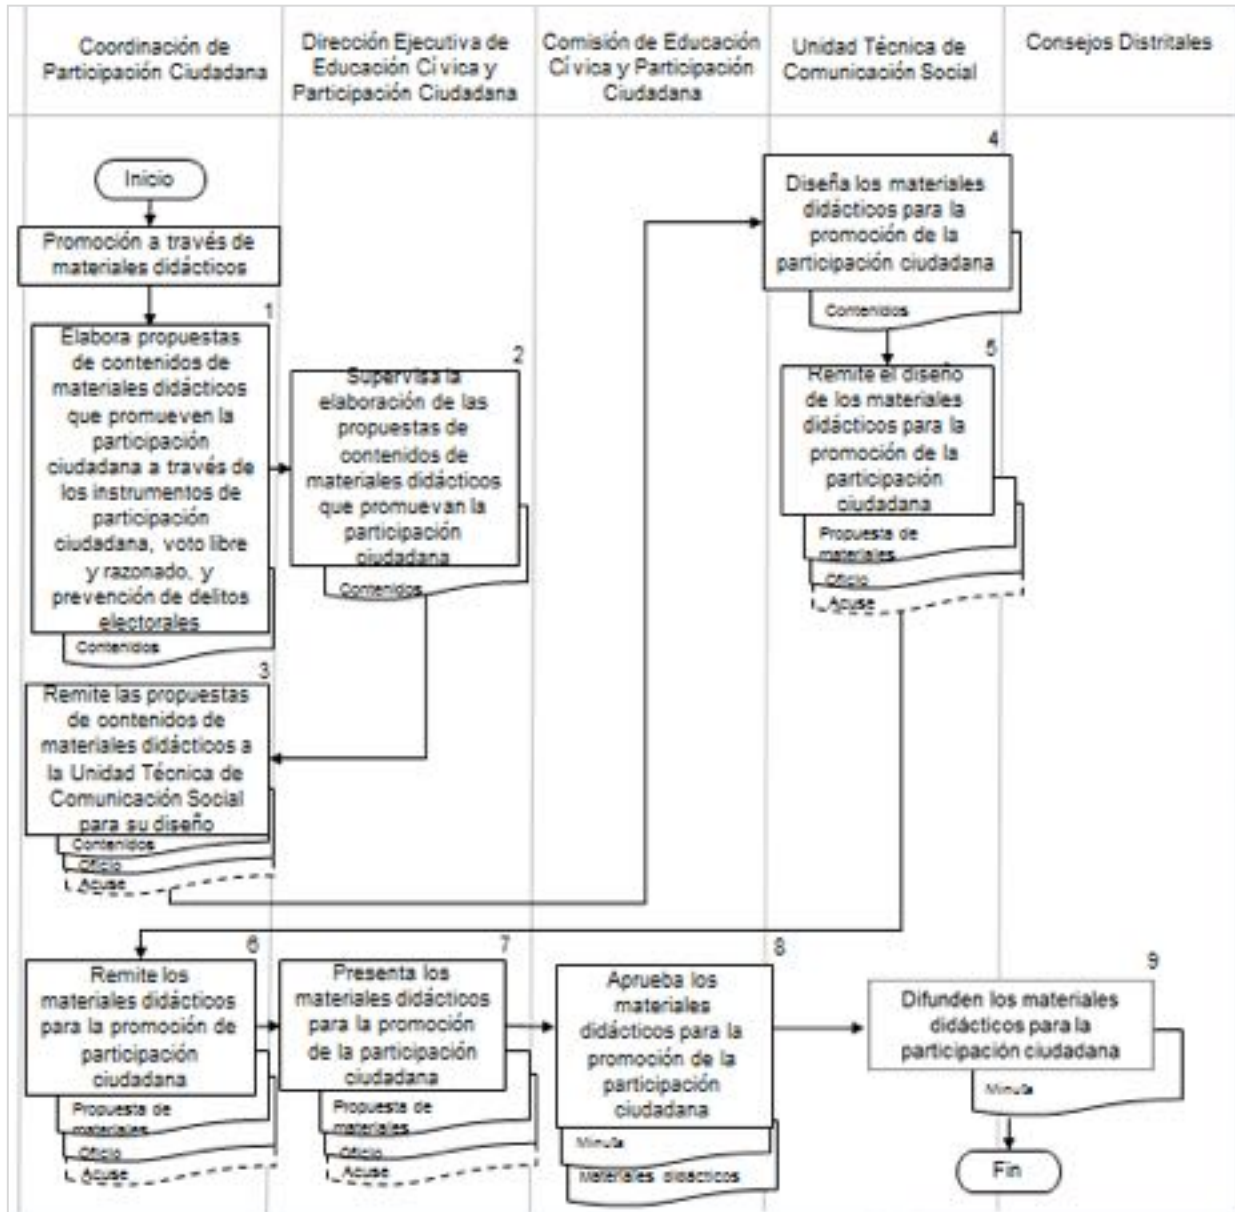 Coordinación de
Participación Ciudadana
Dirección Ejecutiva de
Educación Cívica y
Participación Ciudadana
Comisión de Educación
Cívica y Participación
Ciudadana
Unidad Técnica de
Comunicación Social
Consejos Distritales
Inicio
Promoción a través de
materiales didácticos
1
Elabora propuestas
de contenidos de
materiales didácticos
que promueven la
participación
ciudadana a través de
los instrumentos de
participación
ciudadana, voto libre
y razonado, y
prevención de delitos
electorales
Contenidos
2
Supervisa la
elaboración de las
propuestas de
contenidos de
materiales didácticos
que promuevan la
participación
ciudadana
Contenidos
3
Remite las propuestas
de contenidos de
materiales didácticos a
la Unidad Técnica de
Comunicación Social
para su diseño
Contenidos
Oficio
Acuse
4
Diseña los materiales
didácticos para la
promoción de la
participación ciudadana
Contenidos
5
Remite el diseño
de los materiales
didácticos para la
promoción de la
participación
ciudadana
Propuesta de
materiales
Oficio
Acuse
6
Remite los
materiales didácticos
para la promoción de
participación
ciudadana
Propuesta de
materiales
Oficio
Acuse
7
Presenta los
materiales didácticos
para la promoción
de la participación
ciudadana
Propuesta de
materiales
Oficio
Acuse
8
Aprueba los
materiales
didácticos para la
promoción de la
participación
ciudadana
Minuta
Materiales didácticos
9
Difunden los materiales
didácticos para la
participación ciudadana
Minuta
Fin